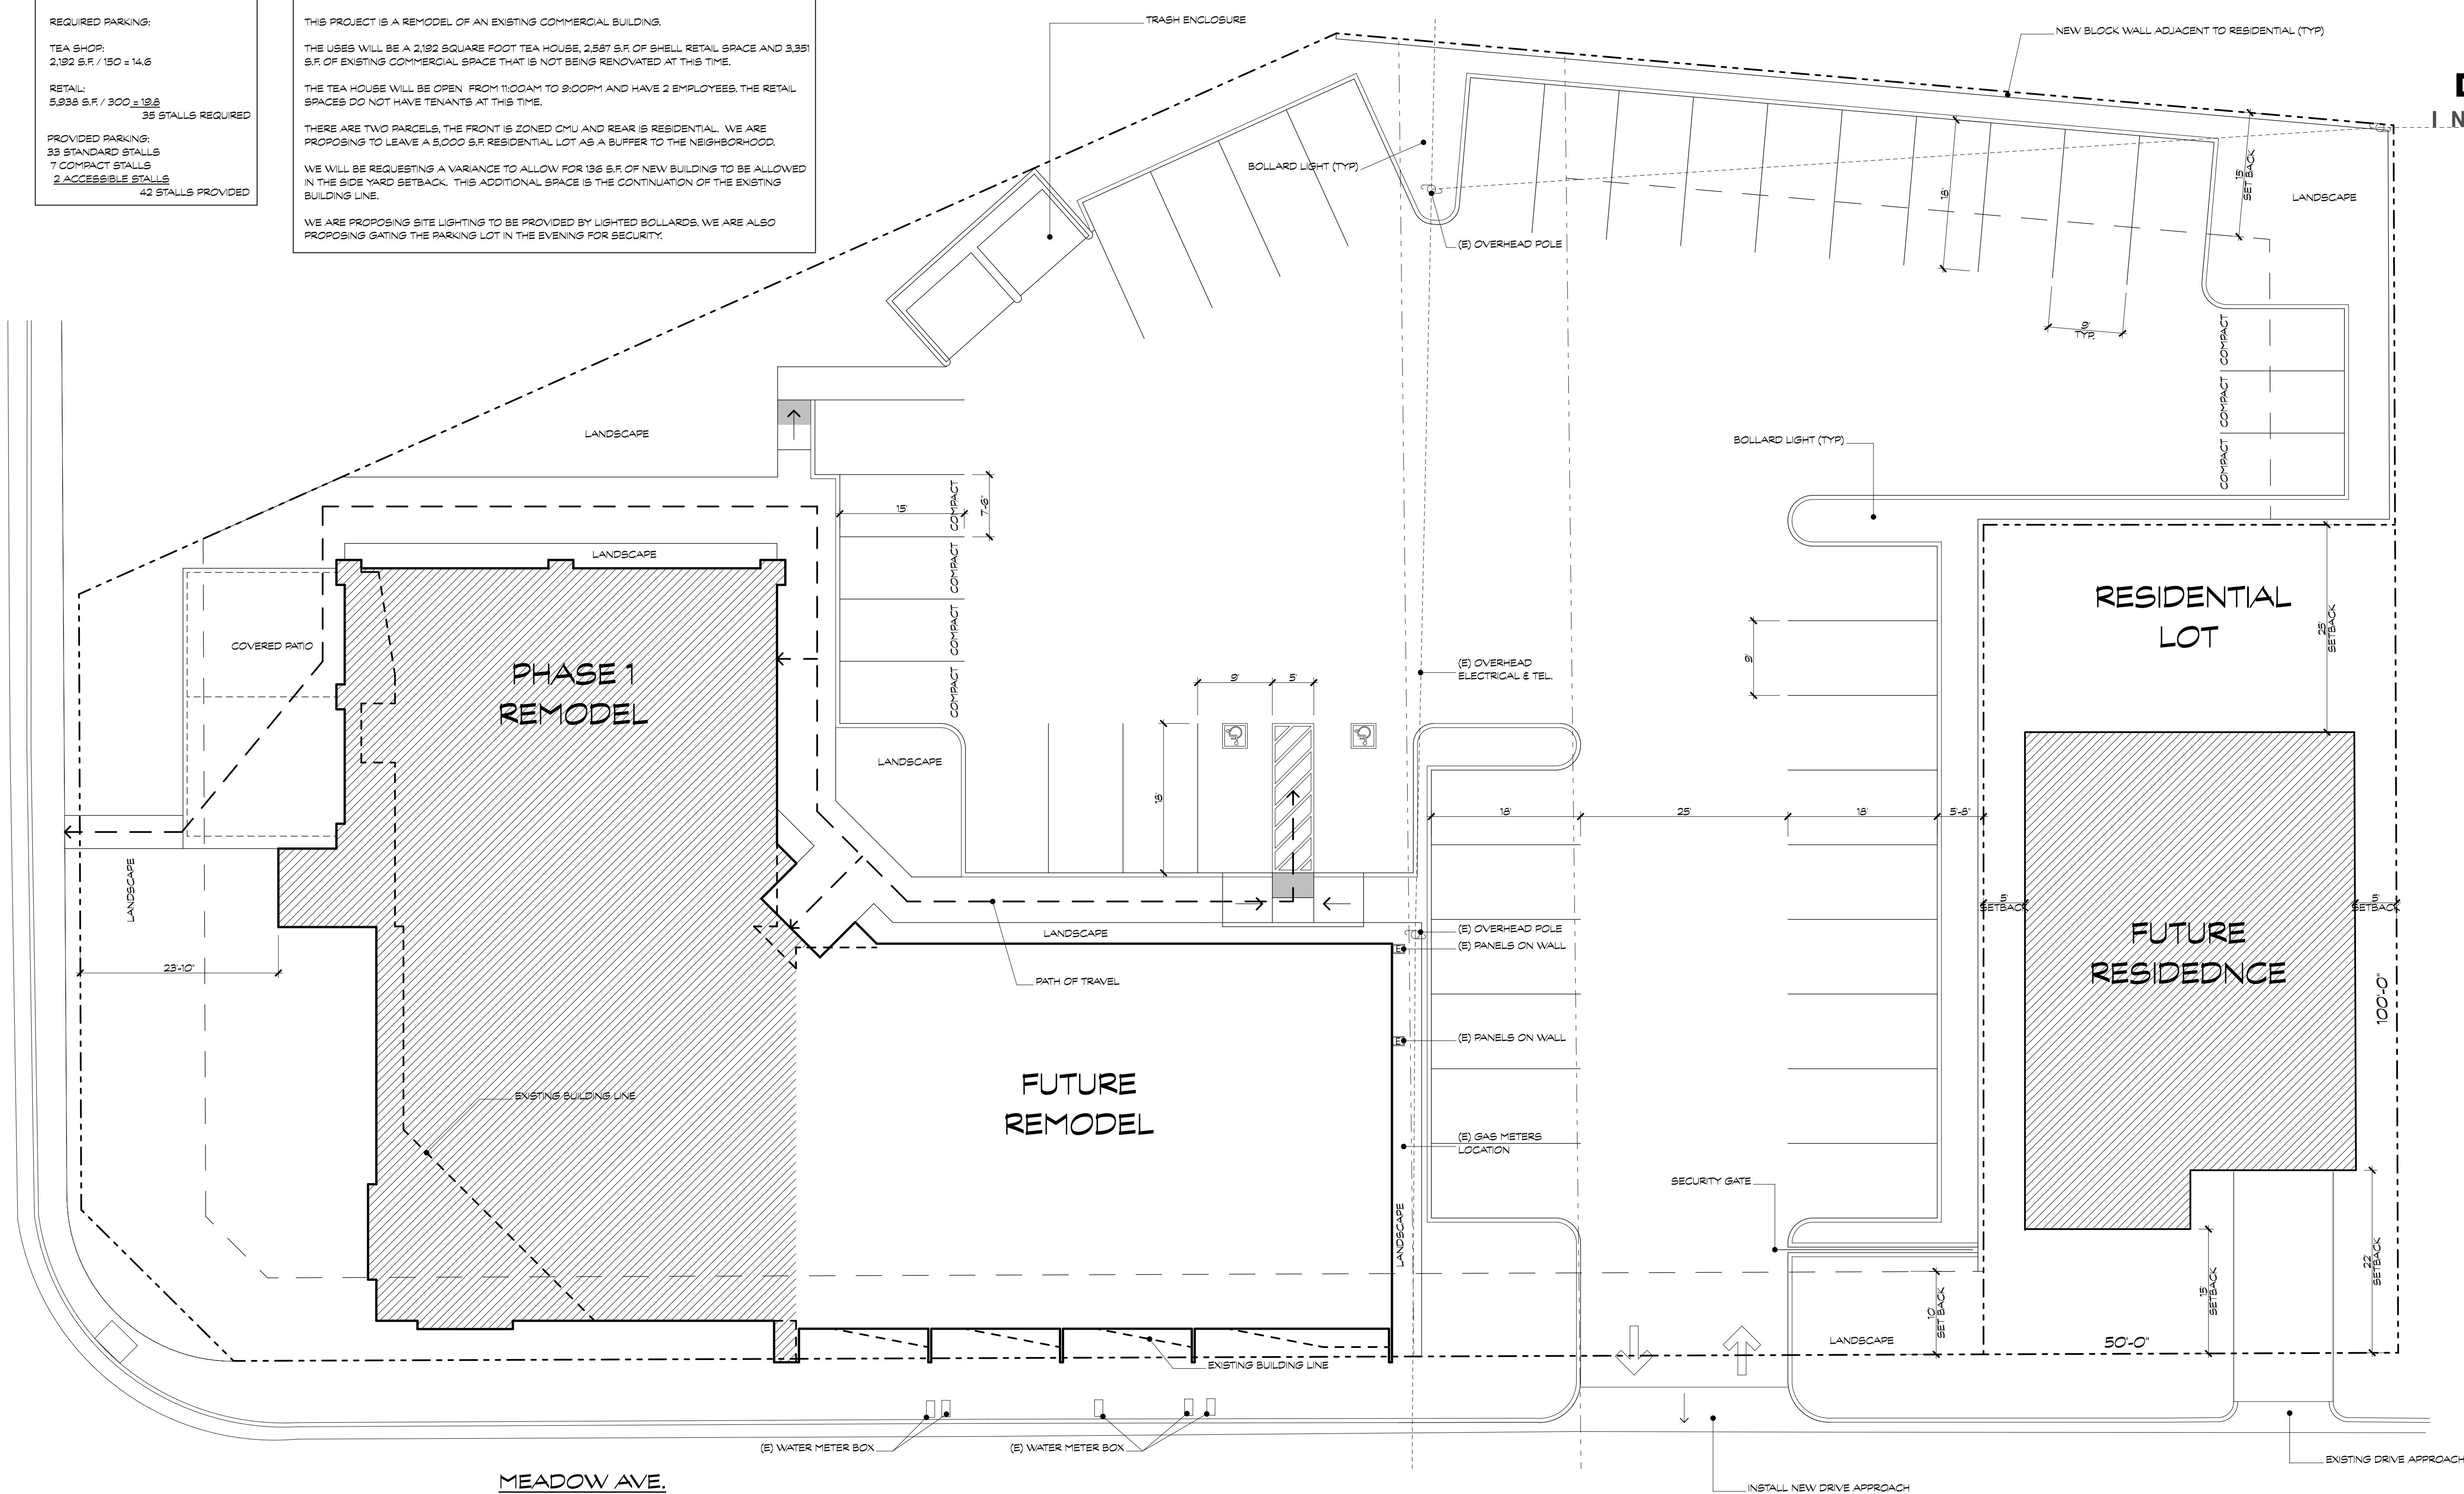 REQUIRED PARKING:
TEA SHOP:
2,192 S.F. / 150 = 14.6
RETAIL:
5,938 S.F. / 300 = 19.8
35 STALLS REQUIRED
PROVIDED PARKING:
33 STANDARD STALLS
7 COMPACT STALLS
2 ACCESSIBLE STALLS
42 STALLS PROVIDED
THIS PROJECT IS A REMODEL OF AN EXISTING COMMERCIAL BUILDING.
THE USES WILL BE A 2,192 SQUARE FOOT TEA HOUSE, 2,587 S.F. OF SHELL RETAIL SPACE AND 3,351
S.F. OF EXISTING COMMERCIAL SPACE THAT IS NOT BEING RENOVATED AT THIS TIME.
THE TEA HOUSE WILL BE OPEN FROM 11:00AM TO 9:00PM AND HAVE 2 EMPLOYEES. THE RETAIL
SPACES DO NOT HAVE TENANTS AT THIS TIME.
THERE ARE TWO PARCELS, THE FRONT IS ZONED CMU AND REAR IS RESIDENTIAL. WE ARE
PROPOSING TO LEAVE A 5,000 S.F. RESIDENTIAL LOT AS A BUFFER TO THE NEIGHBORHOOD.
WE WILL BE REQUESTING A VARIANCE TO ALLOW FOR 136 S.F. OF NEW BUILDING TO BE ALLOWED
IN THE SIDE YARD SETBACK. THIS ADDITIONAL SPACE IS THE CONTINUATION OF THE EXISTING
BUILDING LINE.
WE ARE PROPOSING SITE LIGHTING TO BE PROVIDED BY LIGHTED BOLLARDS. WE ARE ALSO
PROPOSING GATING THE PARKING LOT IN THE EVENING FOR SECURITY.
TRASH ENCLOSURE
NEW BLOCK WALL ADJACENT TO RESIDENTIAL (TYP)
D
I N
BOLLARD LIGHT (TYP)
(E) OVERHEAD POLE
18'
15'
SET BACK
LANDSCAPE
9'
TYP.
COMPACT
COMPACT
COMPACT
LANDSCAPE
BOLLARD LIGHT (TYP)
15'
COMPACT
7'-6"
COMPACT
COMPACT
COMPACT
LANDSCAPE
COVERED PATIO
PHASE 1
REMODEL
RESIDENTIAL
LOT
25'
SETBACK
(E) OVERHEAD
ELECTRICAL & TEL.
9'
9'
5'
18'
LANDSCAPE
18'
25'
18'
5'-8"
LANDSCAPE
5'
SETBACK
5'
SETBACK
LANDSCAPE
(E) OVERHEAD POLE
E
(E) PANELS ON WALL
23'-10"
PATH OF TRAVEL
FUTURE
RESIDEDNCE
100'-0"
E
(E) PANELS ON WALL
FUTURE
REMODEL
EXISTING BUILDING LINE
(E) GAS METERS
LOCATION
SECURITY GATE
LANDSCAPE
10'
SET BACK
15'
SETBACK
22'
SETBACK
LANDSCAPE
50'-0"
EXISTING BUILDING LINE
(E) WATER METER BOX
(E) WATER METER BOX
EXISTING DRIVE APPROACH
MEADOW AVE.
INSTALL NEW DRIVE APPROACH